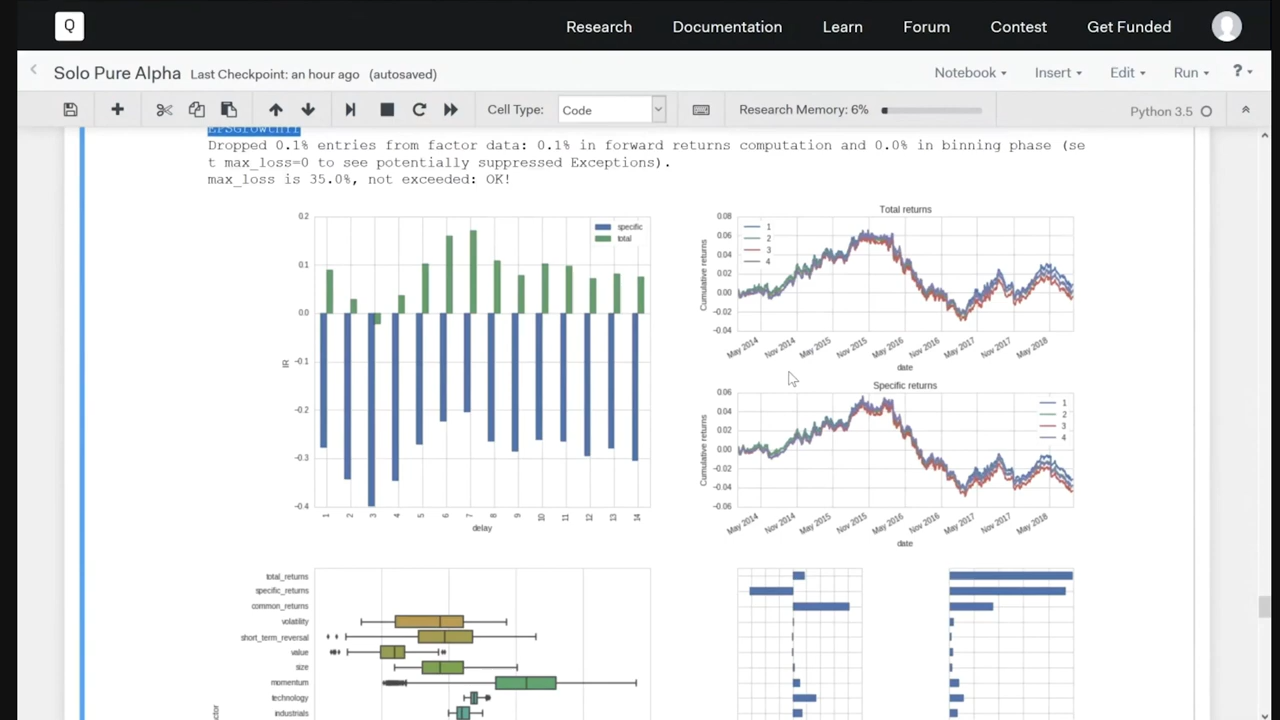 Q
Research
Documentation
Learn
Forum
Contest
Get Funded
Solo Pure Alpha
Last Checkpoint: an hour ago (autosaved)
Notebook
Insert
Edit
Run
?
Cell Type:
Code
Research Memory: 6%
Python 3.5
Dropped 0.1% entries from factor data: 0.1% in forward returns computation and 0.0% in binning phase (se
t max_loss=0 to see potentially suppressed Exceptions).
max_loss is 35.0%, not exceeded: OK!
0.2
0.1
0.0
−0.1
−0.2
−0.3
−0.4
IR
specific
total
1
2
3
4
5
6
7
8
9
10
11
12
13
14
delay
Total returns
0.08
0.06
0.04
0.02
0.00
−0.02
−0.04
Cumulative returns
1
2
3
4
May 2014
Nov 2014
May 2015
Nov 2015
May 2016
Nov 2016
May 2017
Nov 2017
May 2018
date
Specific returns
0.06
0.04
0.02
0.00
−0.02
−0.04
−0.06
Cumulative returns
1
2
3
4
May 2014
Nov 2014
May 2015
Nov 2015
May 2016
Nov 2016
May 2017
Nov 2017
May 2018
date
total_returns
specific_returns
common_returns
volatility
short_term_reversal
value
size
momentum
technology
industrials